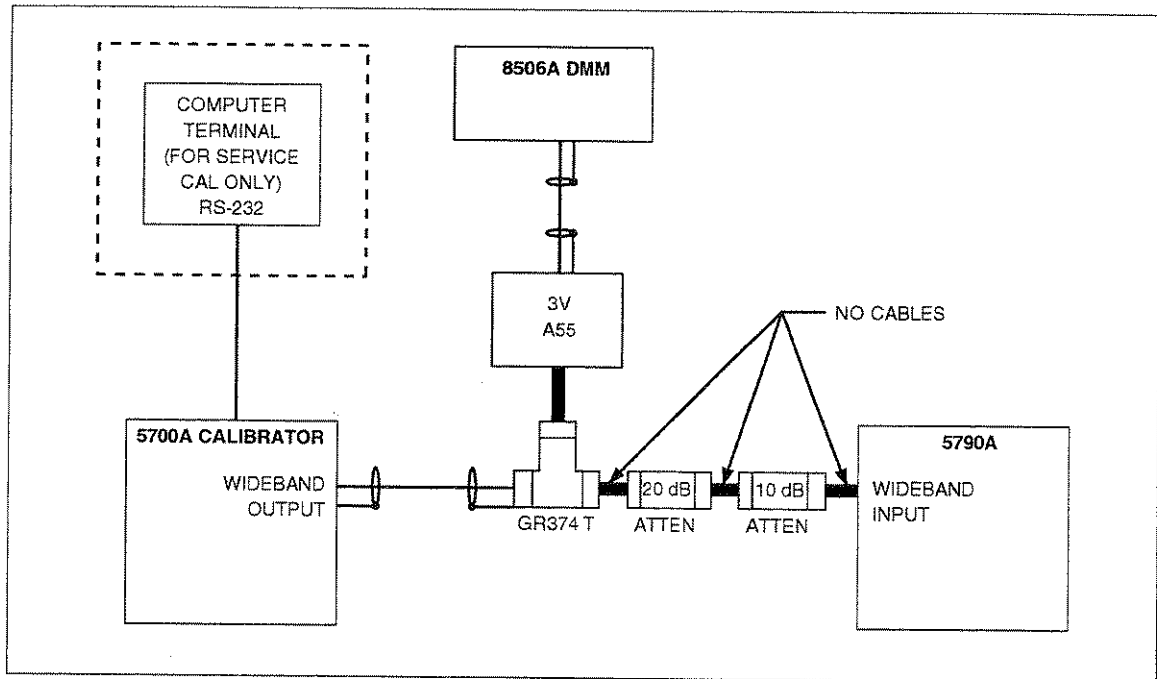 8506A DMM
COMPUTER
TERMINAL
(FOR SERVICE
CAL ONLY)
RS-232
3V
A55
NO CABLES
5700A CALIBRATOR
WIDEBAND
OUTPUT
GR374 T
20 dB
ATTEN
10 dB
ATTEN
5790A
WIDEBAND
INPUT